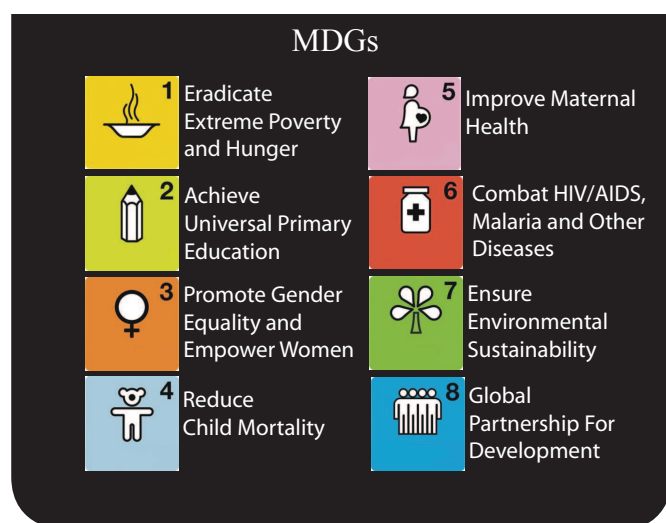 MDGs
1 Eradicate
Extreme Poverty
and Hunger
2 Achieve
Universal Primary
Education
3 Promote Gender
Equality and
Empower Women
4 Reduce
Child Mortality
5 Improve Maternal
Health
6 Combat HIV/AIDS,
Malaria and Other
Diseases
7 Ensure
Environmental
Sustainability
8 Global
Partnership For
Development